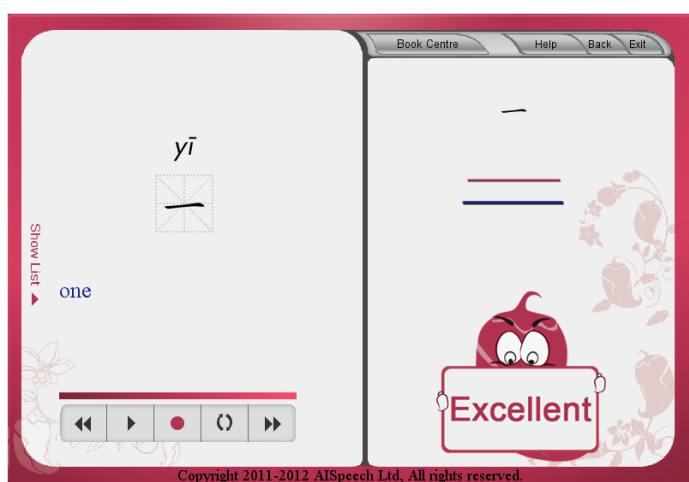 Book Centre
Help
Back
Exit
yī
一
Show List
one
一
Excellent
Copyright 2011-2012 AISpeech Ltd, All rights reserved.